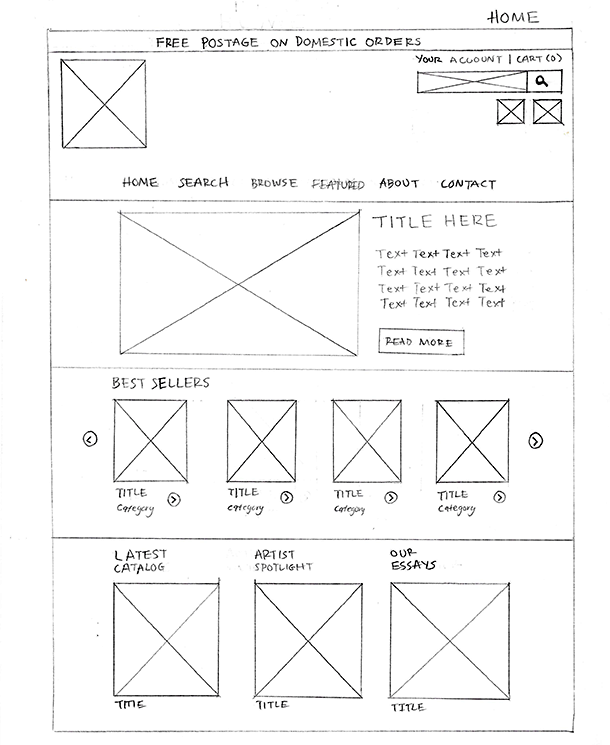 HOME
FREE POSTAGE ON DOMESTIC ORDERS
YOUR ACCOUNT | CART (0)
HOME SEARCH BROWSE FEATURED ABOUT CONTACT
TITLE HERE
Text Text Text Text
Text Text Text Text
Text Text Text Text
Text Text Text Text
READ MORE
BEST SELLERS
TITLE
Category
TITLE
Category
TITLE
Category
TITLE
Category
LATEST
CATALOG
ARTIST
SPOTLIGHT
OUR
ESSAYS
TITLE
TITLE
TITLE